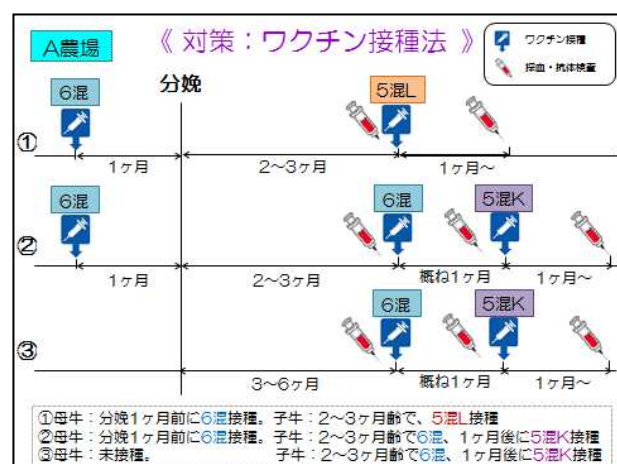 A農場
《 対策：ワクチン接種法 》
ワクチン接種
採血・抗体検査
分娩
6混
5混L
①
1ヶ月
2～3ヶ月
1ヶ月～
6混
6混
5混K
②
1ヶ月
2～3ヶ月
概ね1ヶ月
1ヶ月～
6混
5混K
③
3～6ヶ月
概ね1ヶ月
1ヶ月～
①母牛：分娩1ヶ月前に6混接種。子牛：2～3ヶ月齢で、5混L接種
②母牛：分娩1ヶ月前に6混接種。子牛：2～3ヶ月齢で6混、1ヶ月後に5混K接種
③母牛：未接種。 子牛：2～3ヶ月齢で6混、1ヶ月後に5混K接種